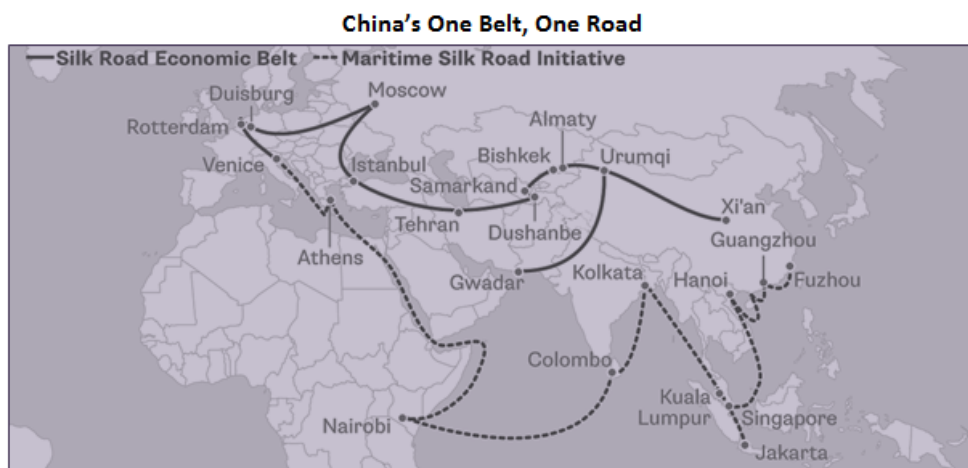 China's One Belt, One Road
Silk Road Economic Belt
Maritime Silk Road Initiative
Moscow
Duisburg
Rotterdam
Almaty
Venice
Bishkek
Urumqi
Istanbul
Samarkand
Xi'an
Tehran
Dushanbe
Guangzhou
Athens
Gwadar
Kolkata
Hanoi
Fuzhou
Colombo
Kuala
Lumpur
Singapore
Nairobi
Jakarta